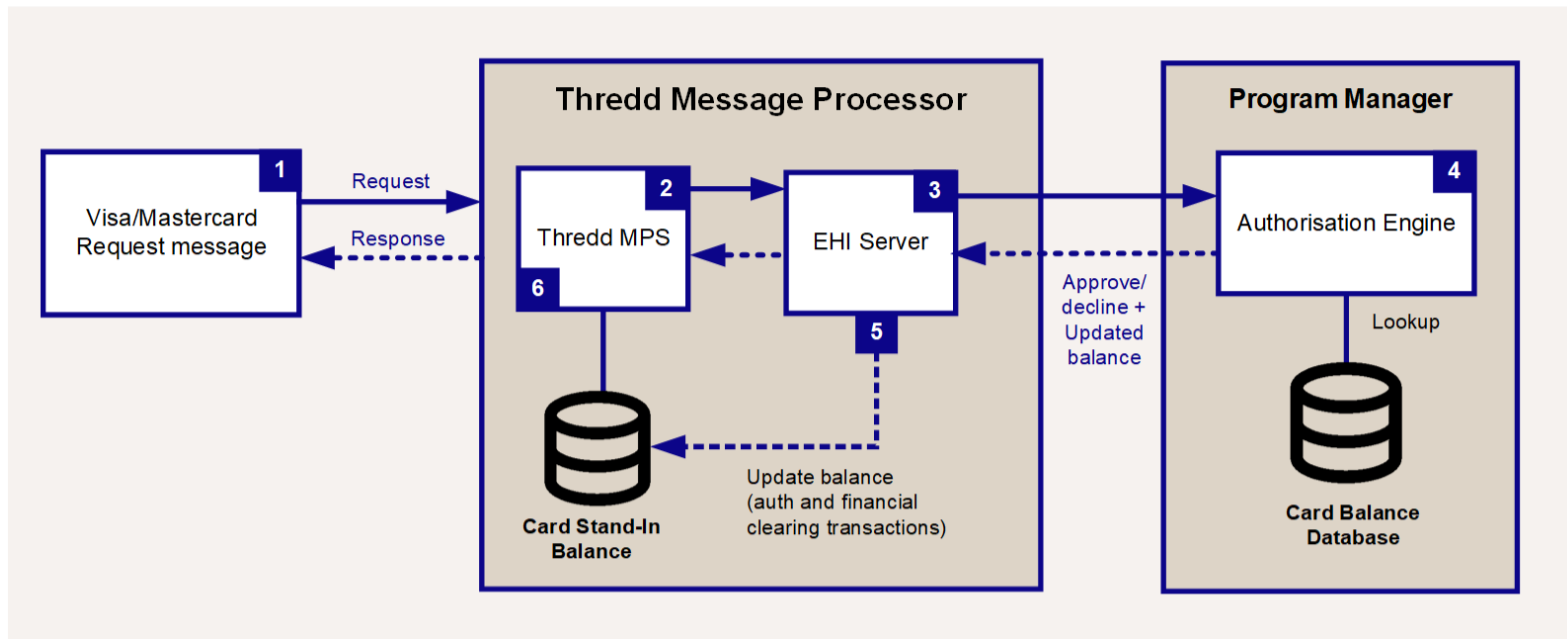 Thredd Message Processor
Program Manager
1
Visa/Mastercard
Request message
Request
Response
2
Thredd MPS
6
3
EHI Server
5
4
Authorisation Engine
Approve/
decline +
Updated
balance
Lookup
Update balance
(auth and financial
clearing transactions)
Card Stand-In
Balance
Card Balance
Database